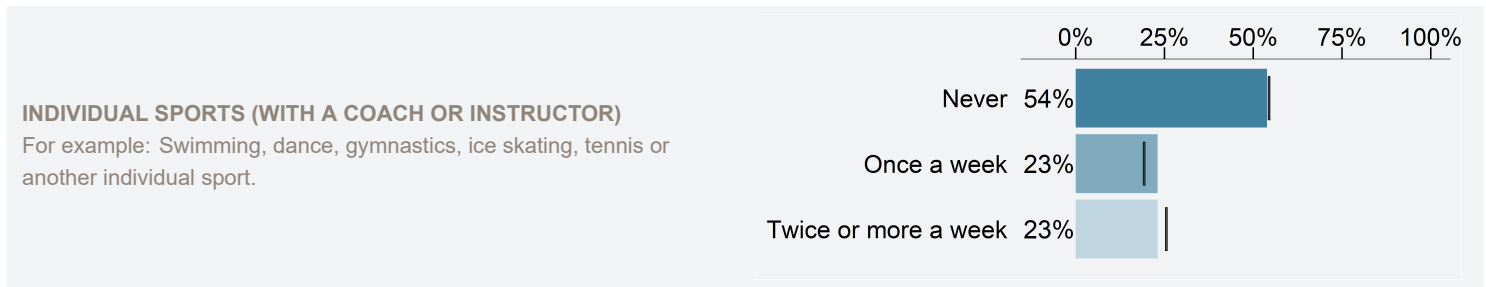 INDIVIDUAL SPORTS (WITH A COACH OR INSTRUCTOR)
For example: Swimming, dance, gymnastics, ice skating, tennis or
another individual sport.
0% 25% 50% 75% 100%
Never 54%
Once a week 23%
Twice or more a week 23%